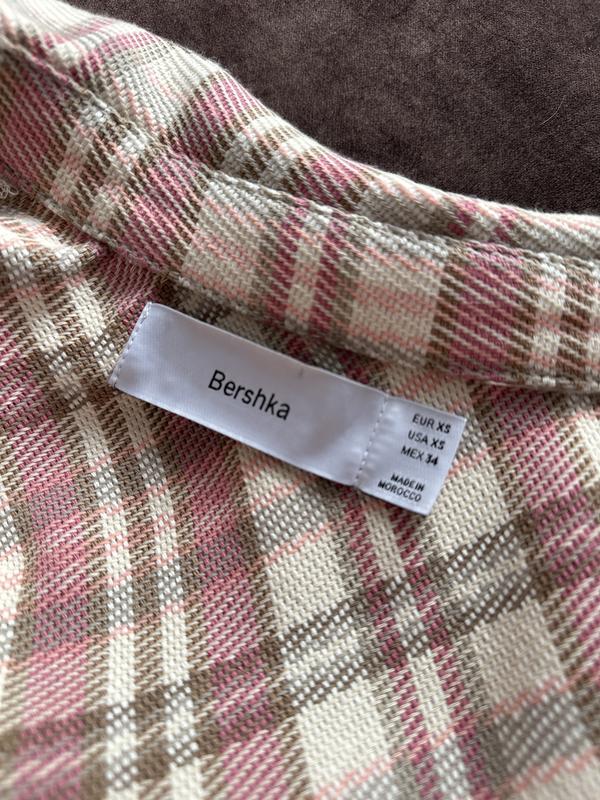 Bershka
EUR XS
USA XS
MEX 34
MADE IN
MOROCCO